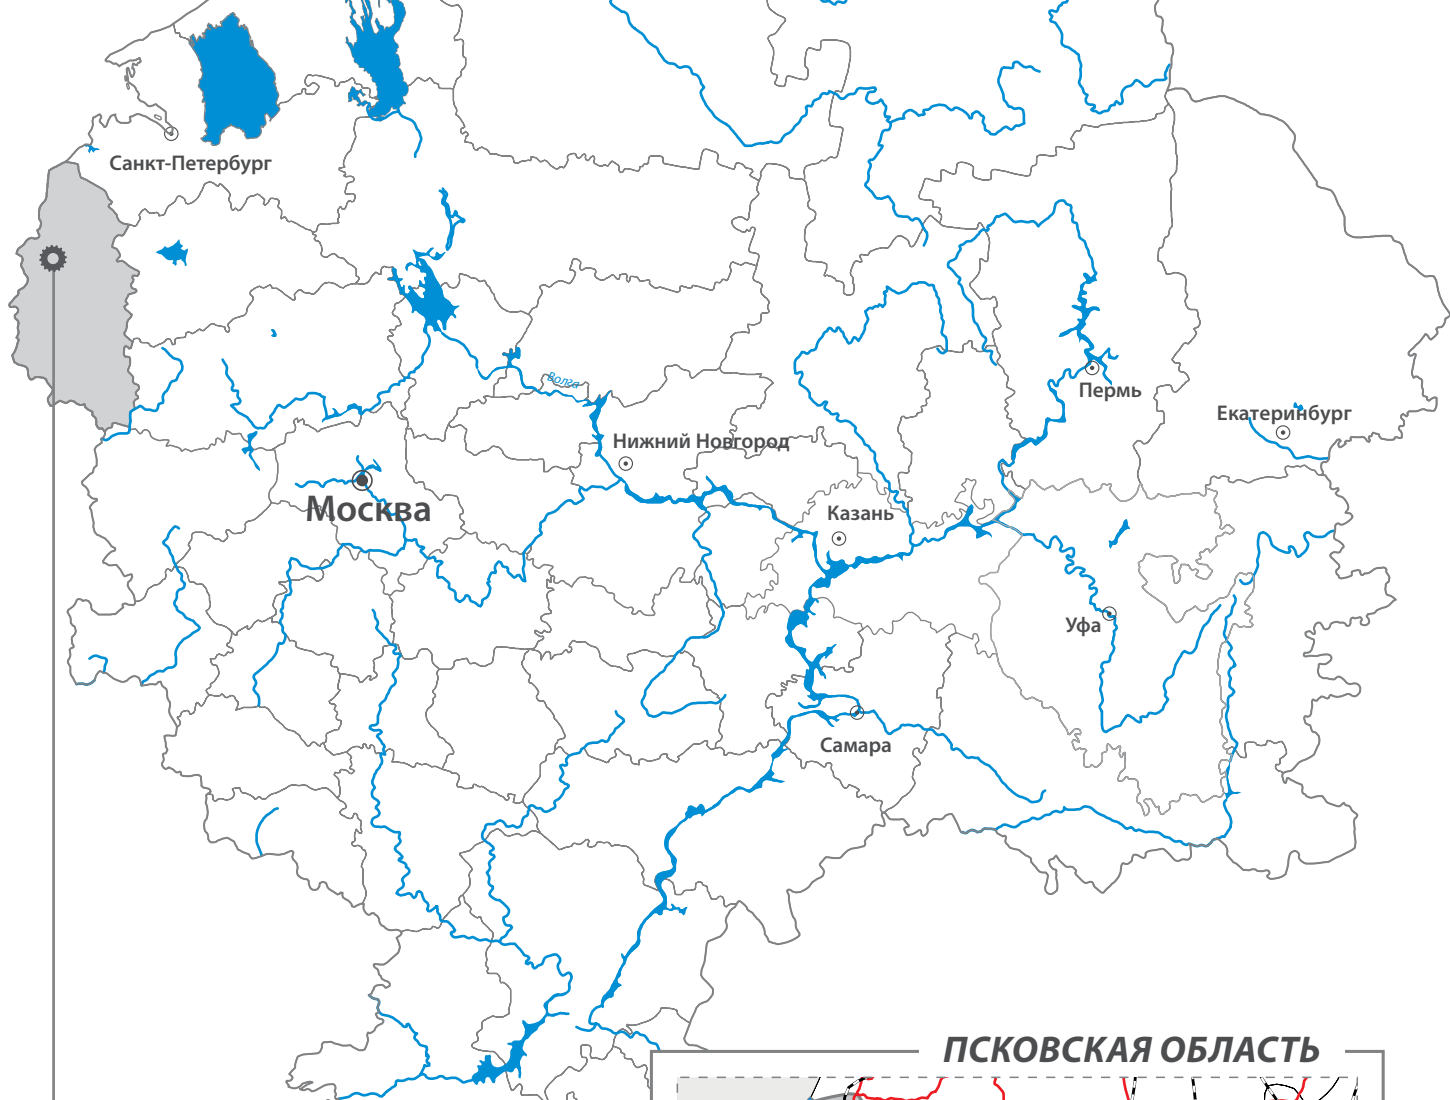 Санкт-Петербург
Волга
Пермь
Екатеринбург
Нижний Новгород
Москва
Казань
Уфа
Самара
ПСКОВСКАЯ ОБЛАСТЬ